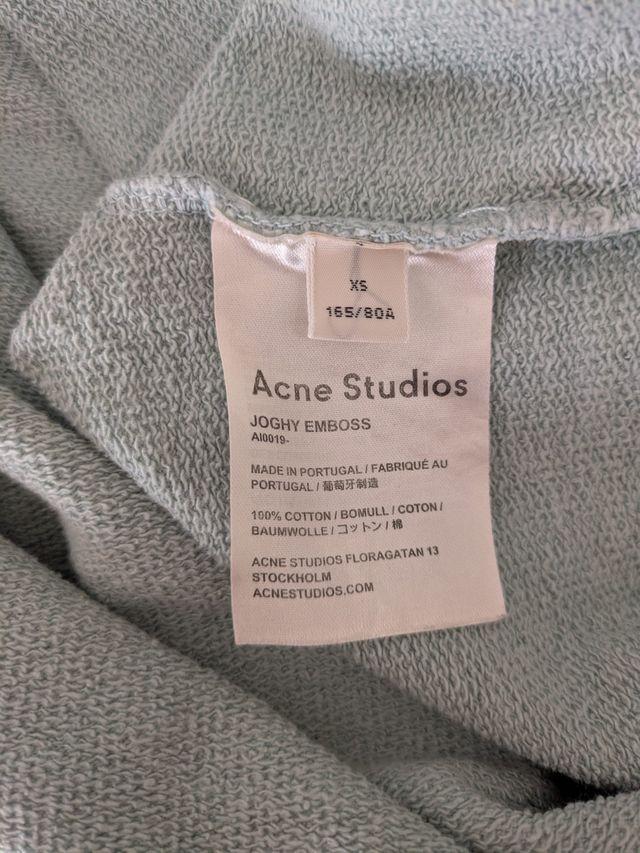 XS
165/80A
Acne Studios
JOGHY EMBOSS
AI0019-
MADE IN PORTUGAL / FABRIQUÉ AU
PORTUGAL / 葡萄牙制造
100% COTTON / BOMULL / COTON /
BAUMWOLLE / コットン / 棉
ACNE STUDIOS FLORAGATAN 13
STOCKHOLM
ACNESTUDIOS.COM